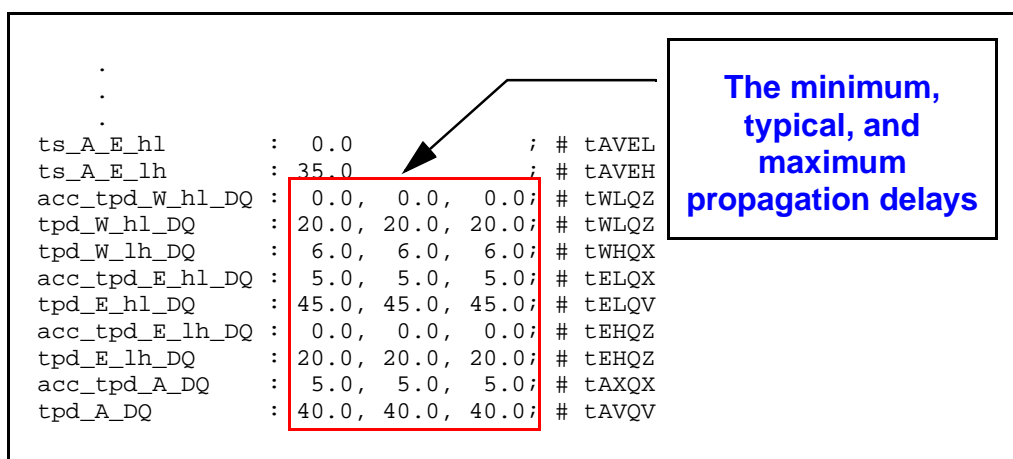 .
.
.
ts_A_E_hl : 0.0 ; # tAVEL
ts_A_E_lh : 35.0 ; # tAVEH
acc_tpd_W_hl_DQ : 0.0, 0.0, 0.0; # tWLQZ
tpd_W_hl_DQ : 20.0, 20.0, 20.0; # tWLQZ
tpd_W_lh_DQ : 6.0, 6.0, 6.0; # tWHQX
acc_tpd_E_hl_DQ : 5.0, 5.0, 5.0; # tELQX
tpd_E_hl_DQ : 45.0, 45.0, 45.0; # tELQV
acc_tpd_E_lh_DQ : 0.0, 0.0, 0.0; # tEHQZ
tpd_E_lh_DQ : 20.0, 20.0, 20.0; # tEHQZ
acc_tpd_A_DQ : 5.0, 5.0, 5.0; # tAXQX
tpd_A_DQ : 40.0, 40.0, 40.0; # tAVQV
The minimum,
typical, and
maximum
propagation delays